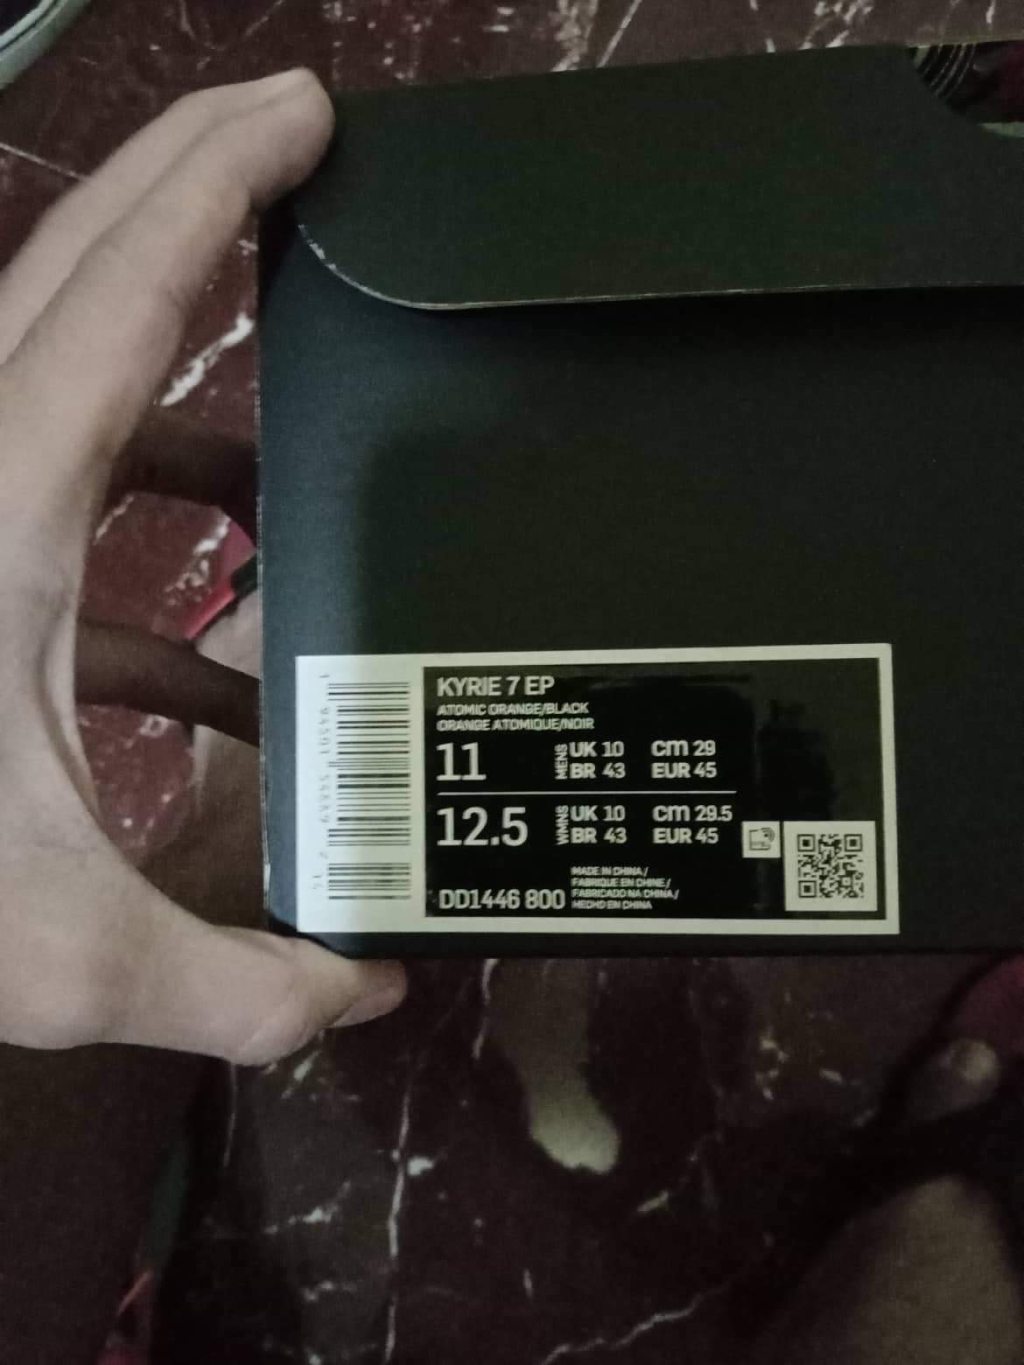 KYRIE 7 EP
ATOMIC ORANGE/BLACK
ORANGE ATOMIQUE/NOIR
11 MENS UK 10 cm 29
BR 43 EUR 45
12.5 WMNS UK 10 cm 29.5
BR 43 EUR 45
MADE IN CHINA /
FABRIQUE EN CHINE /
FABRICADO NA CHINA /
HECHO EN CHINA
DD1446 800